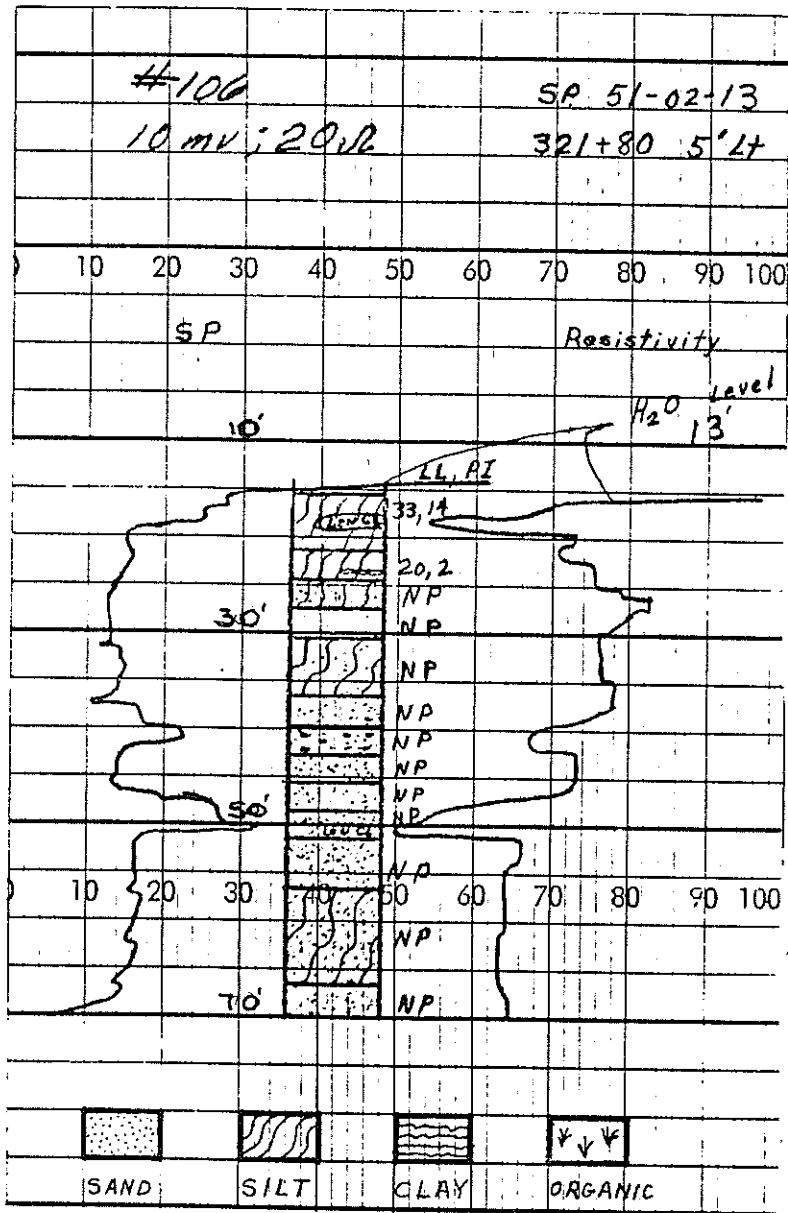 #106 SP 51-02-13
10 mv; 20Ω 321+80 5' Lt
0 10 20 30 40 50 60 70 80 90 100
SP Resistivity
H₂O Level
10' 13'
LL, PI
33, 14
20, 2
NP
30' NP
NP
NP
NP
NP
NP
50' NP
NP
0 10 20 30 40 50 60 70 80 90 100
NP
70' NP
SAND SILT CLAY ORGANIC